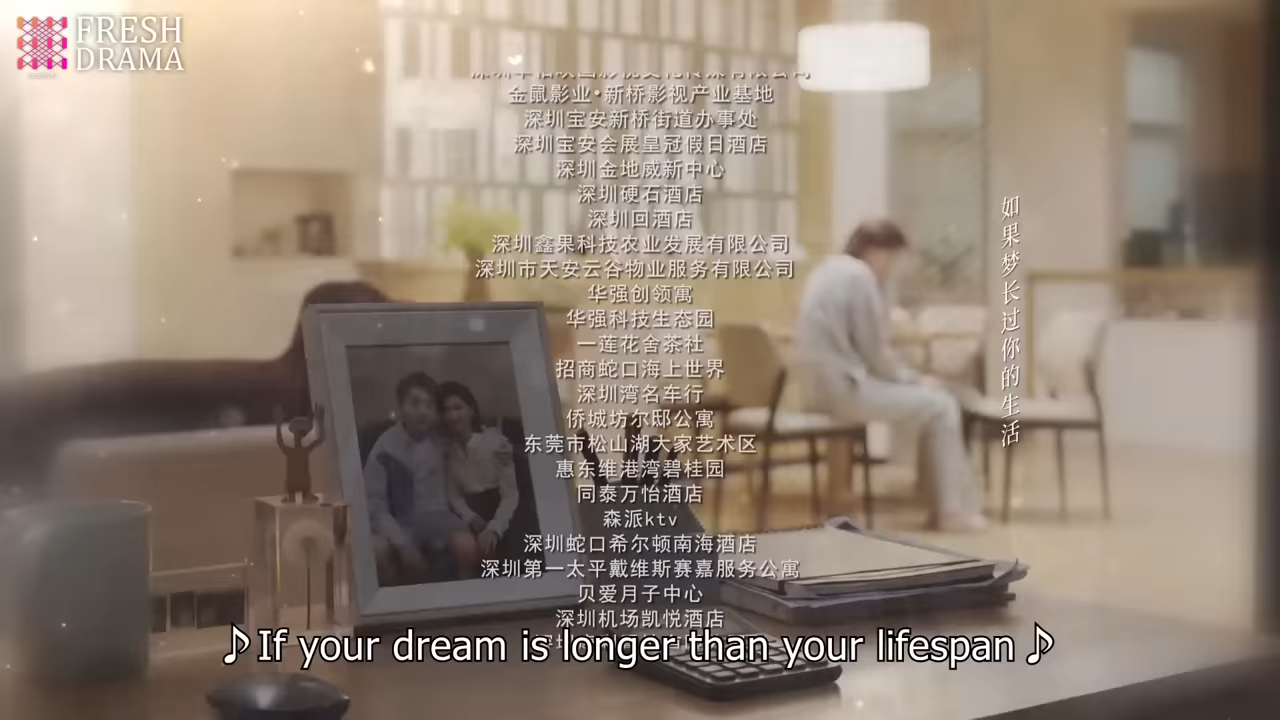 FRESH
DRAMA
金鼠影业•新桥影视产业基地
深圳宝安新桥街道办事处
深圳宝安会展皇冠假日酒店
深圳金地威新中心
深圳硬石酒店
深圳回酒店
深圳鑫果科技农业发展有限公司
深圳市天安云谷物业服务有限公司
华强创领寓
华强科技生态园
一莲花舍茶社
招商蛇口海上世界
深圳湾名车行
侨城坊尔邸公寓
东莞市松山湖大家艺术区
惠东维港湾碧桂园
同泰万怡酒店
森派ktv
深圳蛇口希尔顿南海酒店
深圳第一太平戴维斯赛嘉服务公寓
贝爱月子中心
深圳机场凯悦酒店
如果梦长过你的生活
♪If your dream is longer than your lifespan♪